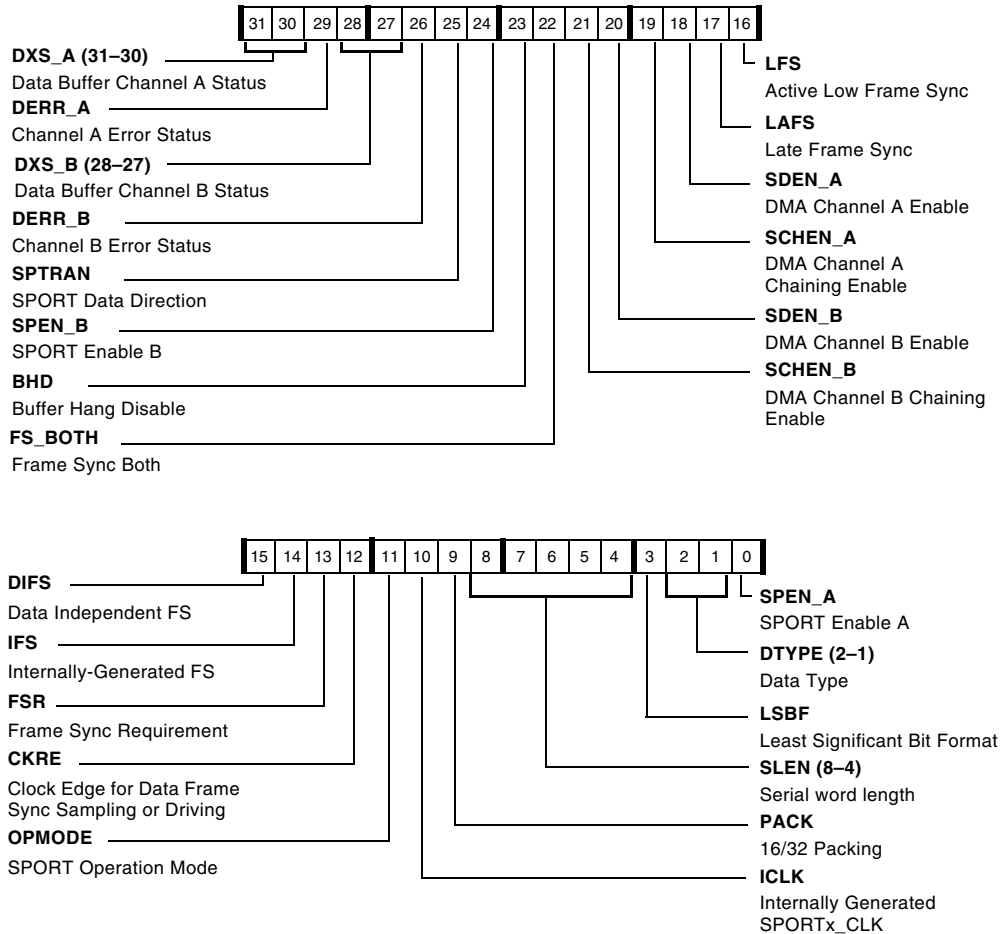 31 30 29 28 27 26 25 24 23 22 21 20 19 18 17 16
DXS_A (31–30)
Data Buffer Channel A Status
DERR_A
Channel A Error Status
DXS_B (28–27)
Data Buffer Channel B Status
DERR_B
Channel B Error Status
SPTRAN
SPORT Data Direction
SPEN_B
SPORT Enable B
BHD
Buffer Hang Disable
FS_BOTH
Frame Sync Both
LFS
Active Low Frame Sync
LAFS
Late Frame Sync
SDEN_A
DMA Channel A Enable
SCHEN_A
DMA Channel A
Chaining Enable
SDEN_B
DMA Channel B Enable
SCHEN_B
DMA Channel B Chaining
Enable
15 14 13 12 11 10 9 8 7 6 5 4 3 2 1 0
DIFS
Data Independent FS
IFS
Internally-Generated FS
FSR
Frame Sync Requirement
CKRE
Clock Edge for Data Frame
Sync Sampling or Driving
OPMODE
SPORT Operation Mode
SPEN_A
SPORT Enable A
DTYPE (2–1)
Data Type
LSBF
Least Significant Bit Format
SLEN (8–4)
Serial word length
PACK
16/32 Packing
ICLK
Internally Generated
SPORTx_CLK